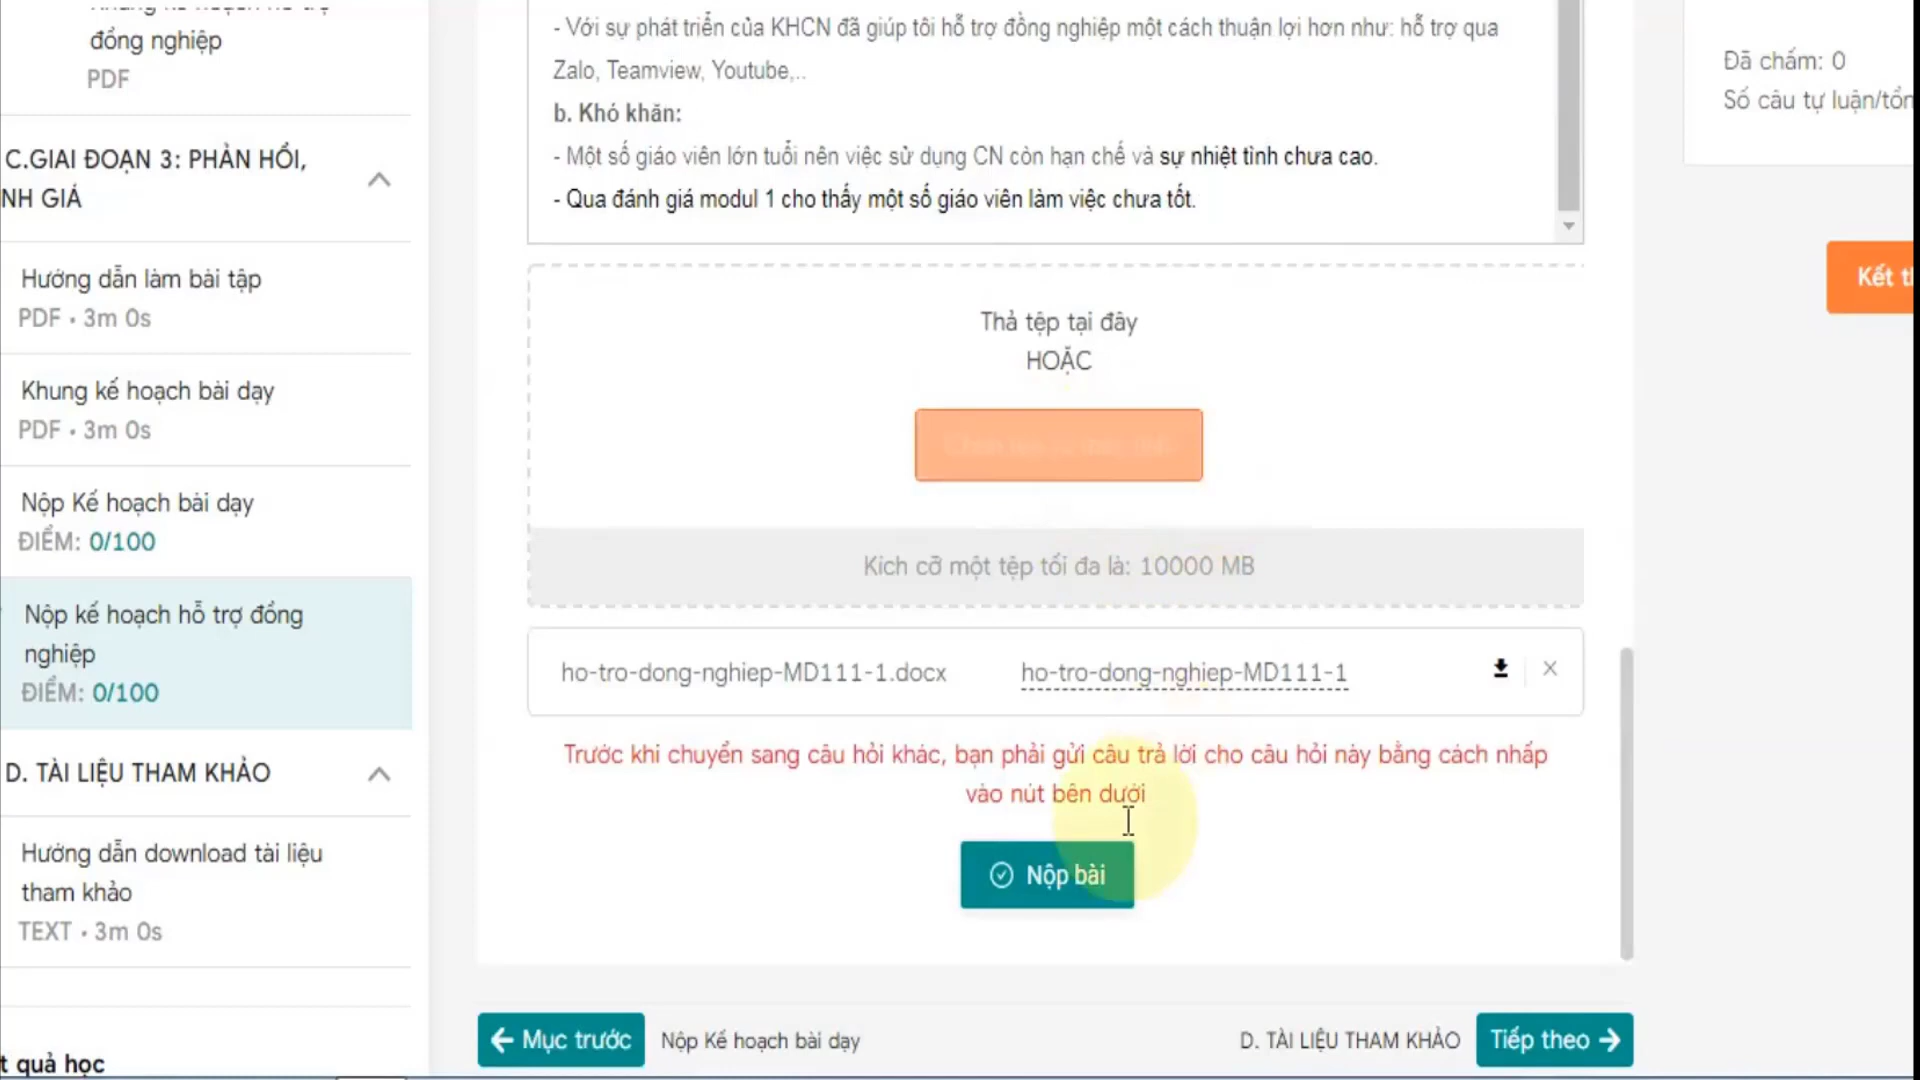 đồng nghiệp
PDF
C.GIAI ĐOẠN 3: PHẢN HỒI,
NH GIÁ
Hướng dẫn làm bài tập
PDF • 3m 0s
Khung kế hoạch bài dạy
PDF • 3m 0s
Nộp Kế hoạch bài dạy
ĐIỂM: 0/100
Nộp kế hoạch hỗ trợ đồng
nghiệp
ĐIỂM: 0/100
D. TÀI LIỆU THAM KHẢO
Hướng dẫn download tài liệu
tham khảo
TEXT • 3m 0s
t quả học
- Với sự phát triển của KHCN đã giúp tôi hỗ trợ đồng nghiệp một cách thuận lợi hơn như: hỗ trợ qua
Zalo, Teamview, Youtube,..
b. Khó khăn:
- Một số giáo viên lớn tuổi nên việc sử dụng CN còn hạn chế và sự nhiệt tình chưa cao.
- Qua đánh giá modul 1 cho thấy một số giáo viên làm việc chưa tốt.
Thả tệp tại đây
HOẶC
Kích cỡ một tệp tối đa là: 10000 MB
ho-tro-dong-nghiep-MD111-1.docx ho-tro-dong-nghiep-MD111-1
Trước khi chuyển sang câu hỏi khác, bạn phải gửi câu trả lời cho câu hỏi này bằng cách nhấp
vào nút bên dưới
Nộp bài
Mục trước Nộp Kế hoạch bài dạy D. TÀI LIỆU THAM KHẢO Tiếp theo
Đã chấm: 0
Số câu tự luận/tổn
Kết t